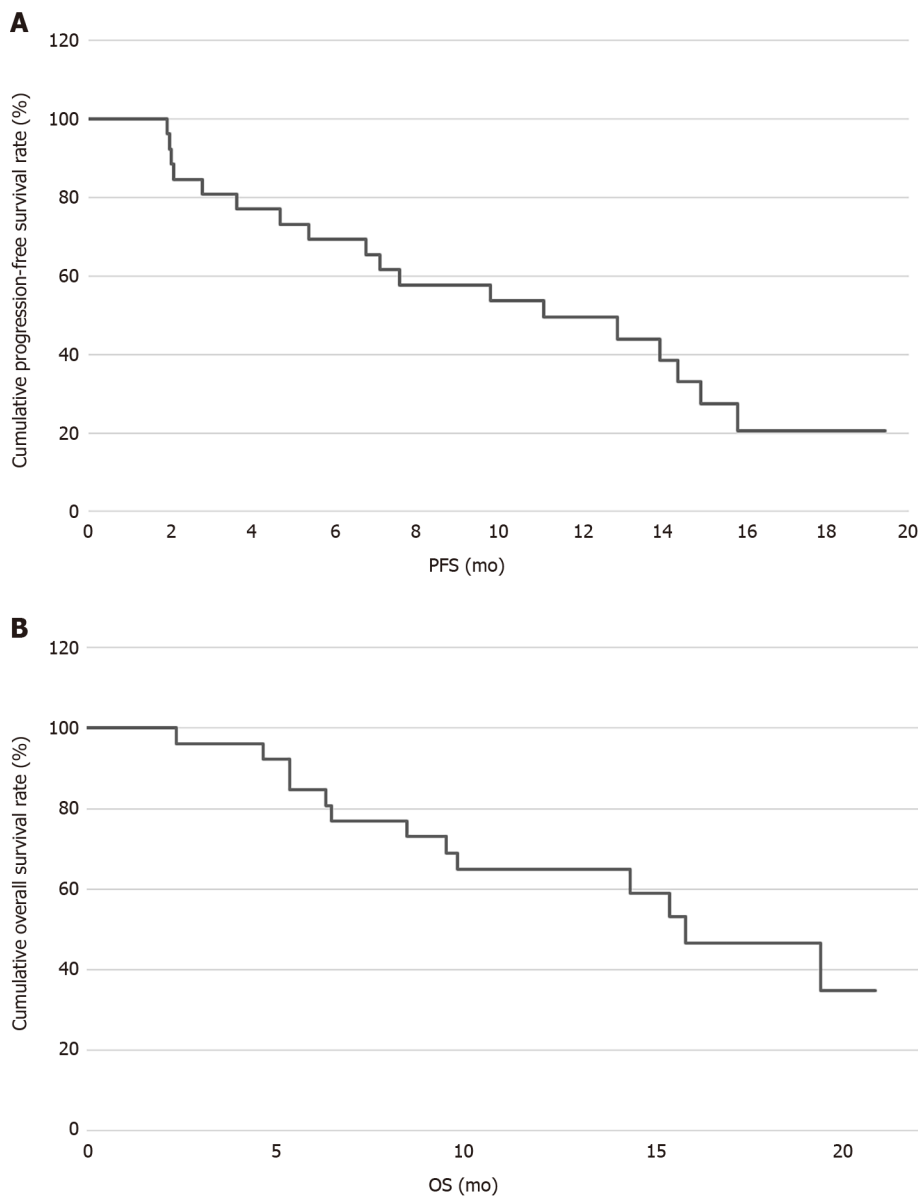 A
Cumulative progression-free survival rate (%)
120
100
80
60
40
20
0
0 2 4 6 8 10 12 14 16 18 20
PFS (mo)
B
Cumulative overall survival rate (%)
120
100
80
60
40
20
0
0 5 10 15 20
OS (mo)